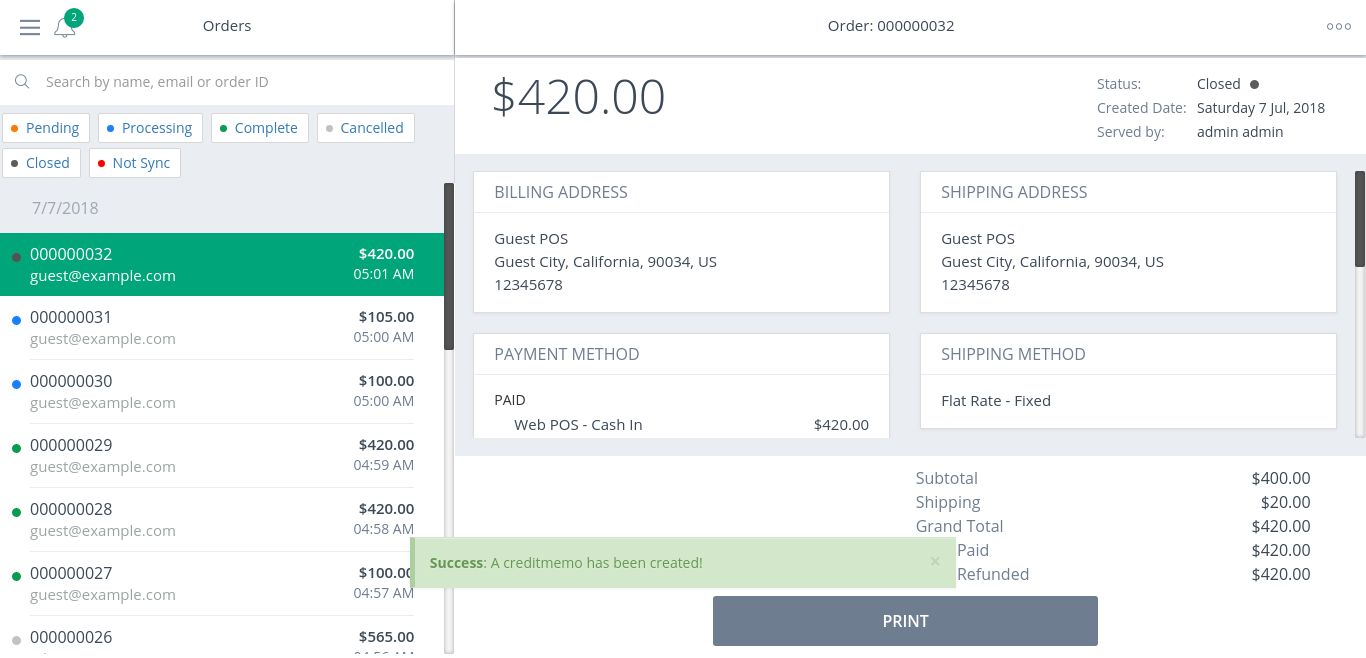 2
Orders
Order: 000000032
Search by name, email or order ID
Pending
Processing
Complete
Cancelled
Closed
Not Sync
7/7/2018
000000032 $420.00
guest@example.com 05:01 AM
000000031 $105.00
guest@example.com 05:00 AM
000000030 $100.00
guest@example.com 05:00 AM
000000029 $420.00
guest@example.com 04:59 AM
000000028 $420.00
guest@example.com 04:58 AM
000000027 $100.00
guest@example.com 04:57 AM
000000026 $565.00
$420.00
Status: Closed
Created Date: Saturday 7 Jul, 2018
Served by: admin admin
BILLING ADDRESS
Guest POS
Guest City, California, 90034, US
12345678
SHIPPING ADDRESS
Guest POS
Guest City, California, 90034, US
12345678
PAYMENT METHOD
PAID
Web POS - Cash In $420.00
SHIPPING METHOD
Flat Rate - Fixed
Subtotal $400.00
Shipping $20.00
Grand Total $420.00
Paid $420.00
Refunded $420.00
Success: A creditmemo has been created! ×
PRINT